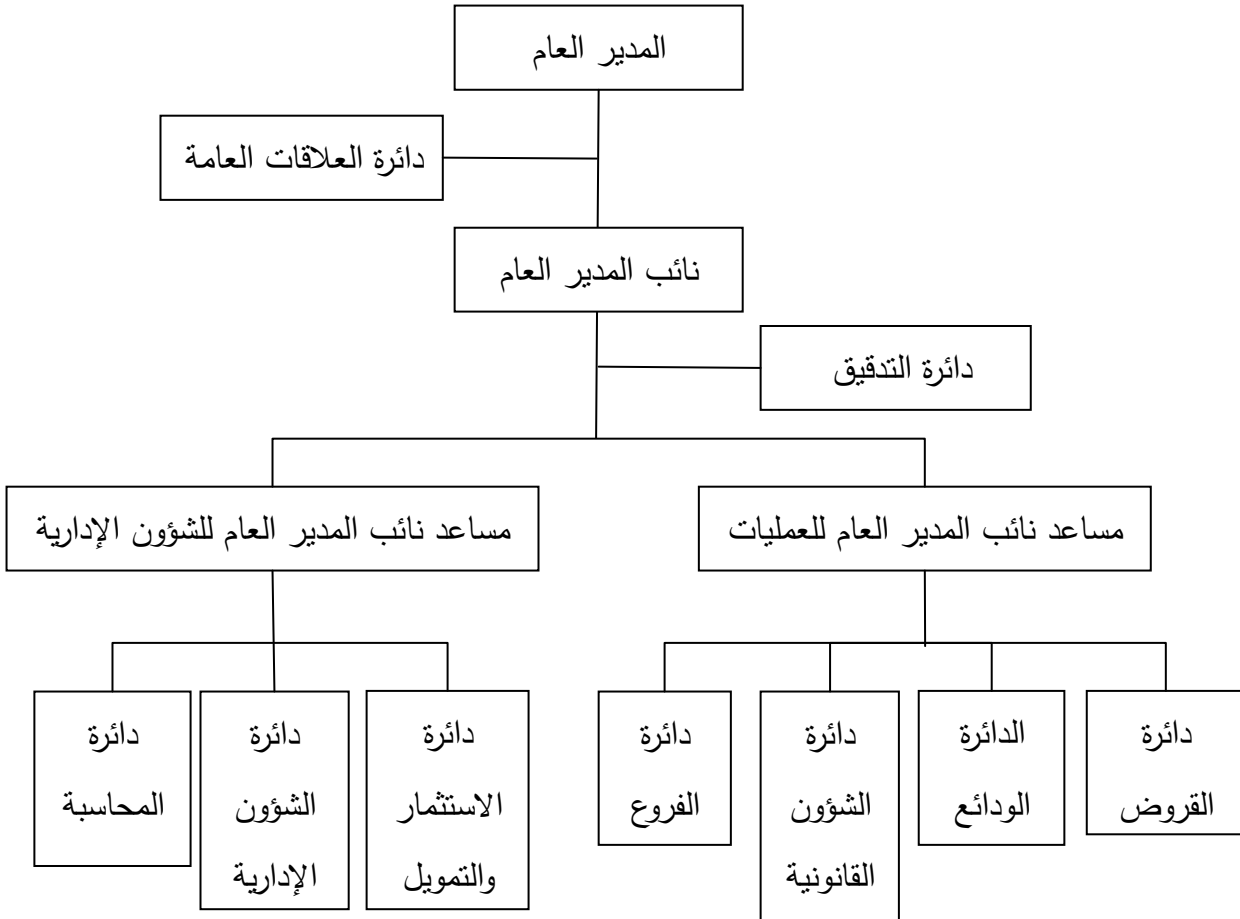 المدير العام
دائرة العلاقات العامة
نائب المدير العام
دائرة التدقيق
مساعد نائب المدير العام للعمليات
مساعد نائب المدير العام للشؤون الإدارية
دائرة
القروض
الدائرة
الودائع
دائرة
الشؤون
القانونية
دائرة
الفروع
دائرة
الاستثمار
والتمويل
دائرة
الشؤون
الإدارية
دائرة
المحاسبة